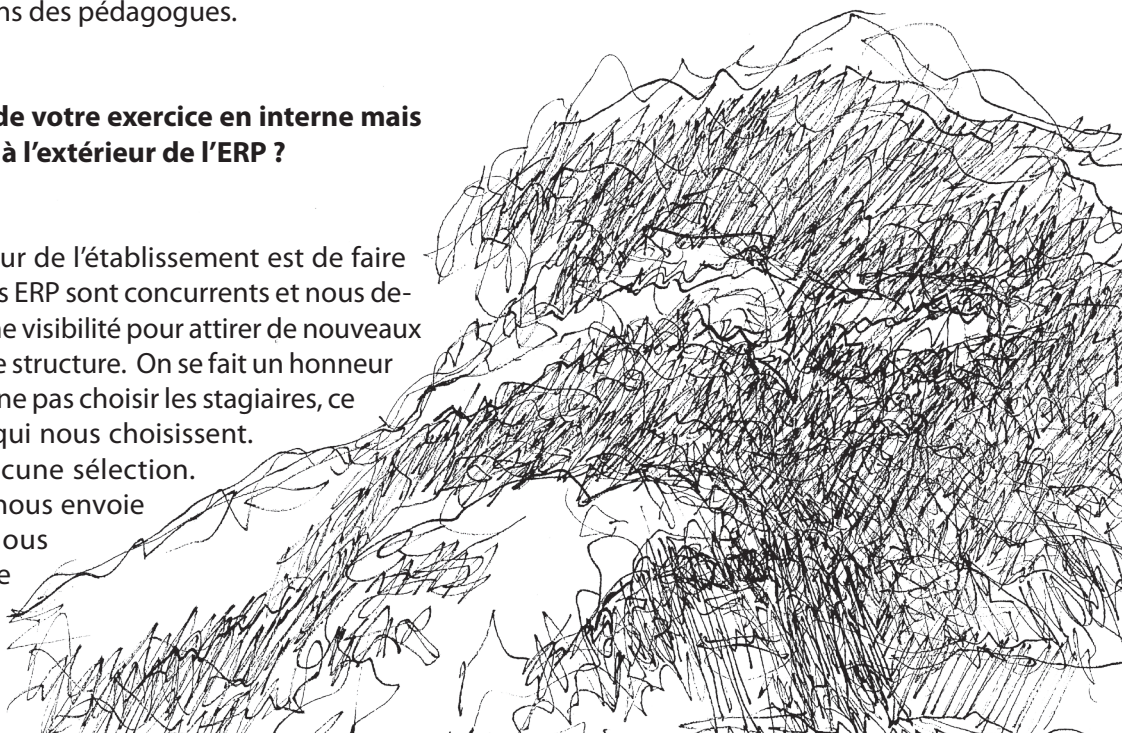 ns des pédagogues.
de votre exercice en interne mais
à l’extérieur de l’ERP ?
ur de l’établissement est de faire
s ERP sont concurrents et nous de-
ne visibilité pour attirer de nouveaux
e structure. On se fait un honneur
ne pas choisir les stagiaires, ce
qui nous choisissent.
cune sélection.
nous envoie
ous
e